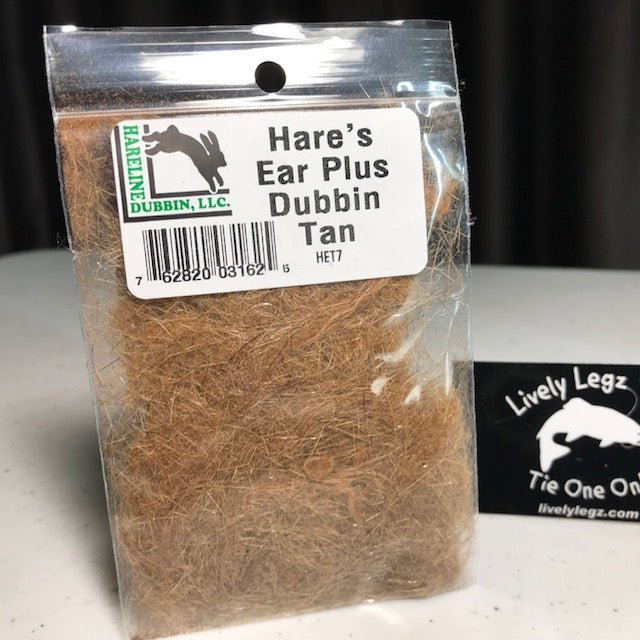 HARELINE
DUBBIN, LLC.
Hare's
Ear Plus
Dubbin
Tan
HET7
7 62820 03162 6
Lively Legz
Tie One On
livelylegz.com